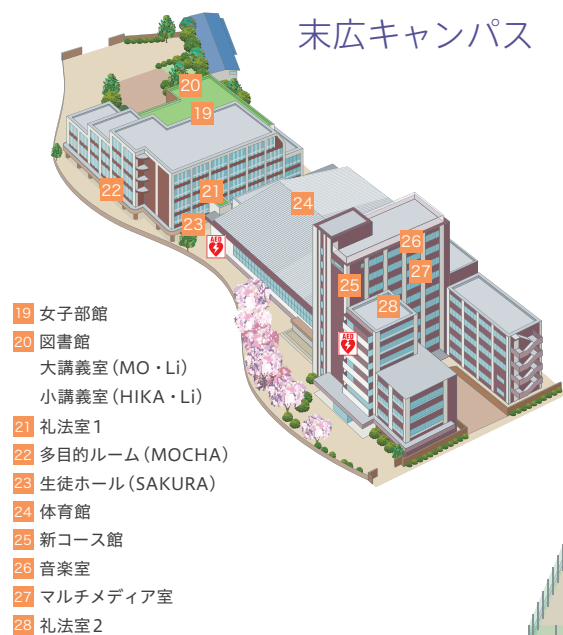 末広キャンパス
20
19
22
21
23
AED
24
26
25
27
28
AED
19 女子部館
20 図書館
大講義室（MO・Li）
小講義室（HIKA・Li）
21 礼法室1
22 多目的ルーム（MOCHA）
23 生徒ホール（SAKURA）
24 体育館
25 新コース館
26 音楽室
27 マルチメディア室
28 礼法室2